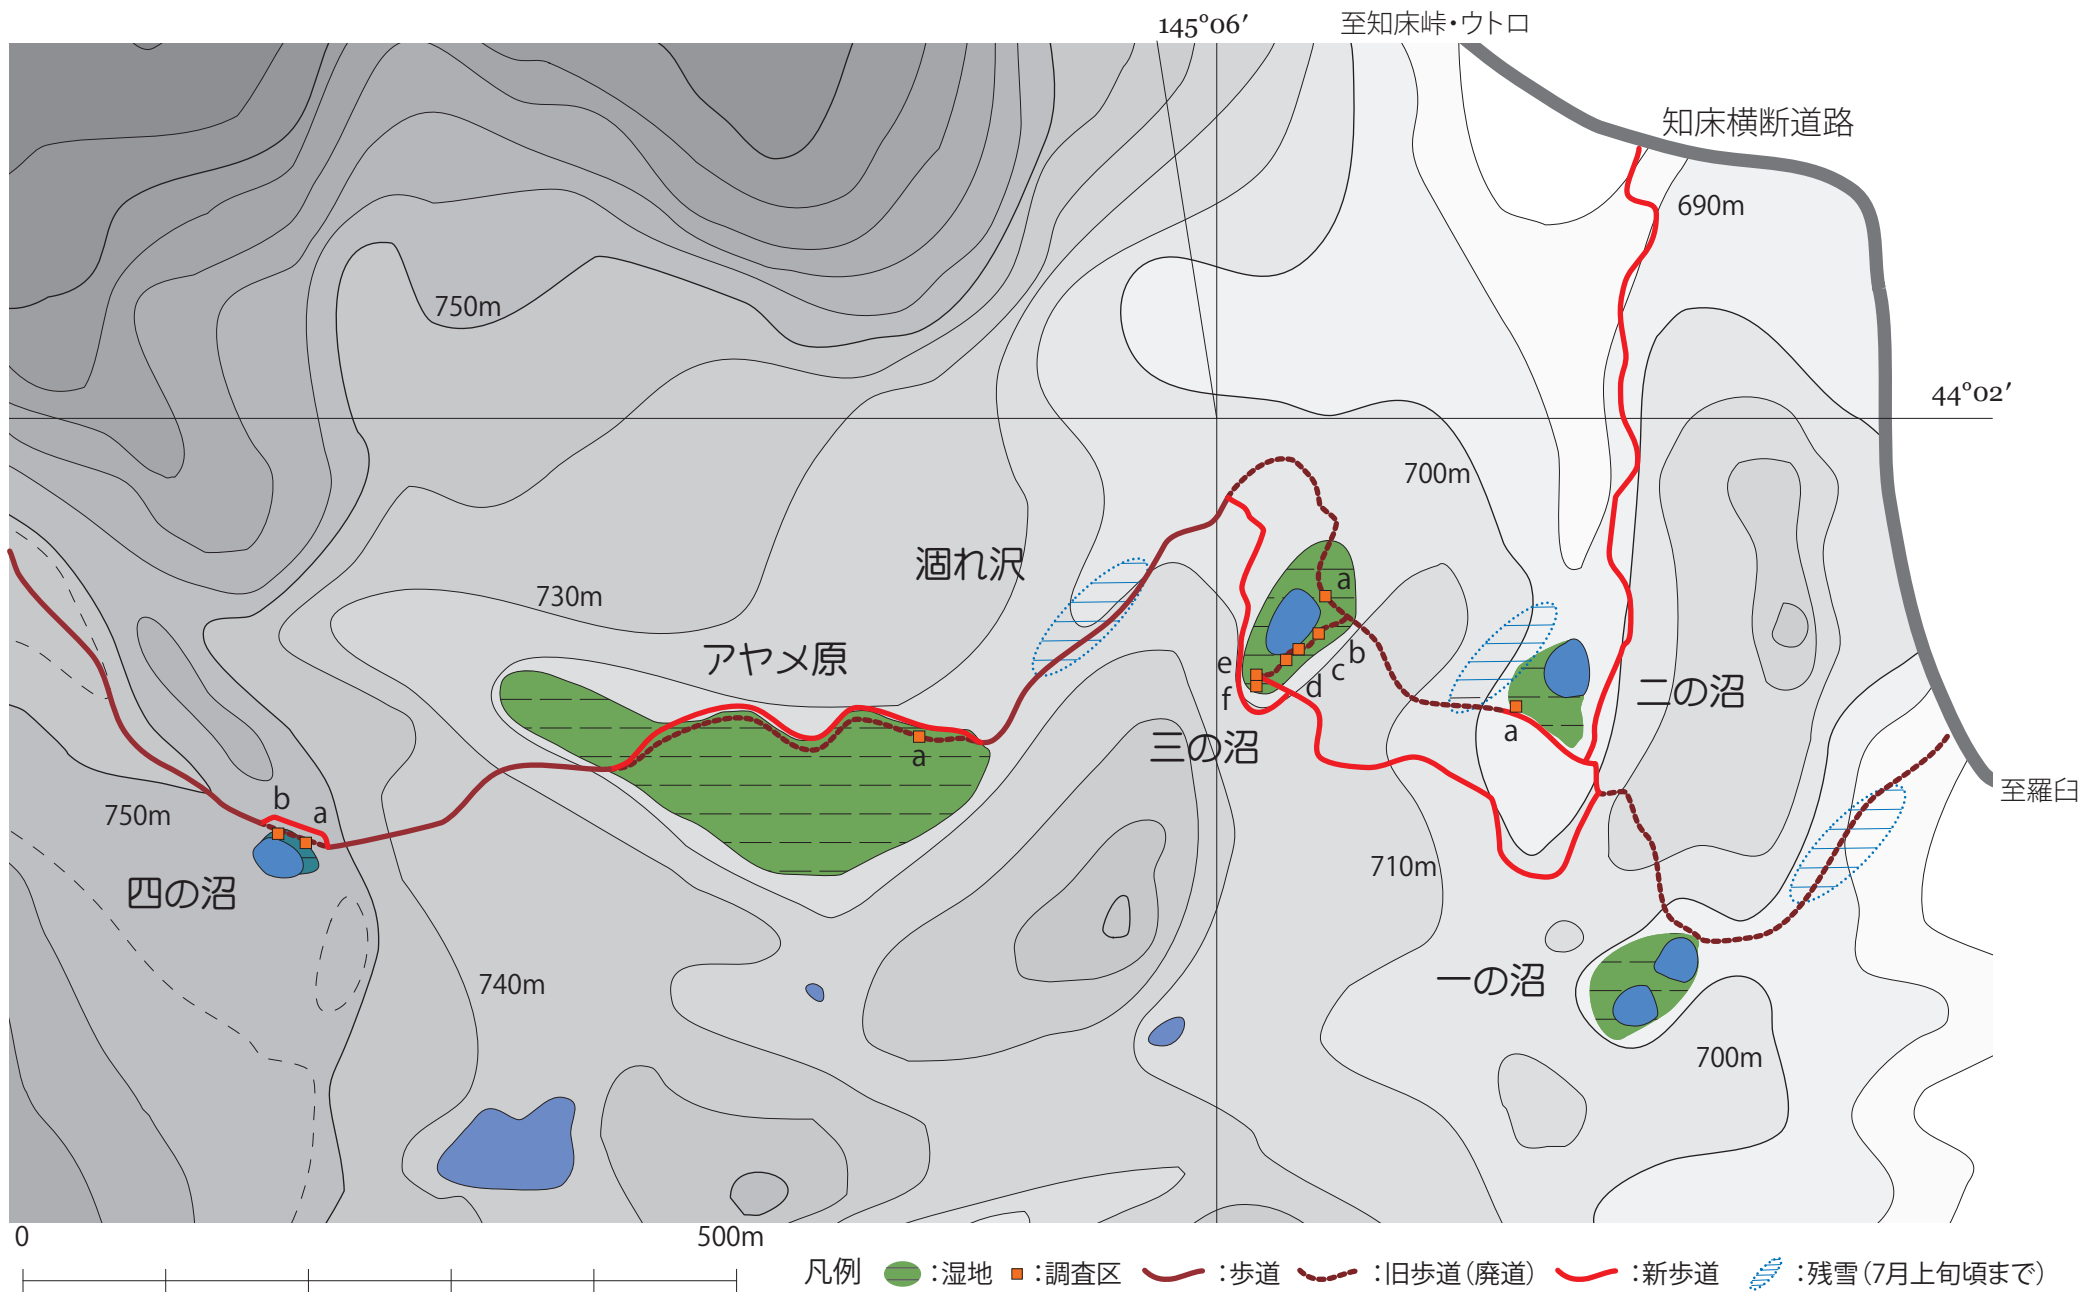 145°06′
至知床峠・ウトロ
知床横断道路
690m
750m
44°02′
700m
涸れ沢
730m
アヤメ原
a
b
c
d
e
f
三の沼
a
二の沼
a
至羅臼
750m
b
a
四の沼
710m
740m
一の沼
700m
0
500m
凡例
:湿地
:調査区
:歩道
:旧歩道(廃道)
:新歩道
:残雪(7月上旬頃まで)